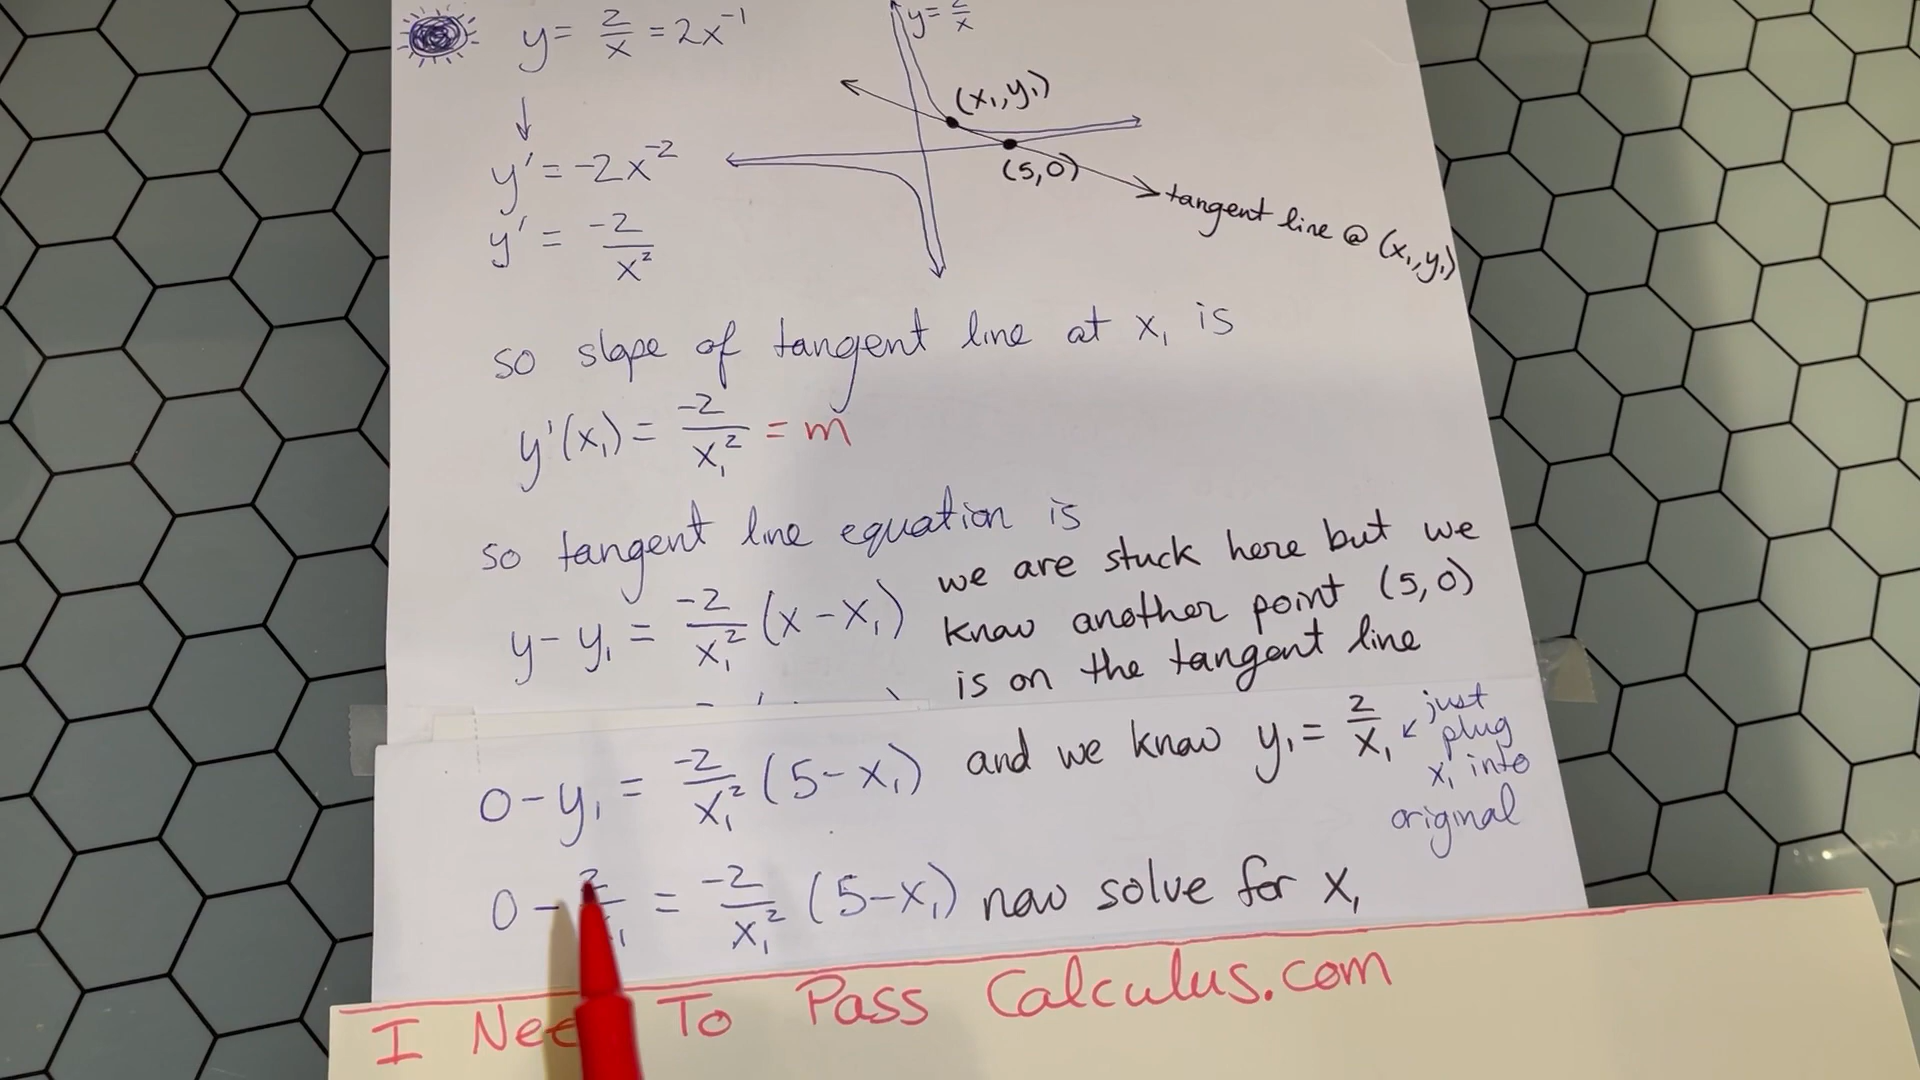 y = 2/x = 2x⁻¹
y = 2/x
(x₁, y₁)
y' = -2x⁻²
(5, 0)
y' = -2/x²
tangent line @ (x₁, y₁)
so slope of tangent line at x₁ is
y'(x₁) = -2/x₁² = m
so tangent line equation is
y - y₁ = -2/x₁² (x - x₁)
we are stuck here but we
know another point (5, 0)
is on the tangent line
0 - y₁ = -2/x₁² (5 - x₁)
and we know y₁ = 2/x₁
just
plug
x₁ into
original
0 - = -2/x₁² (5 - x₁) now solve for x₁
I To Pass Calculus.com